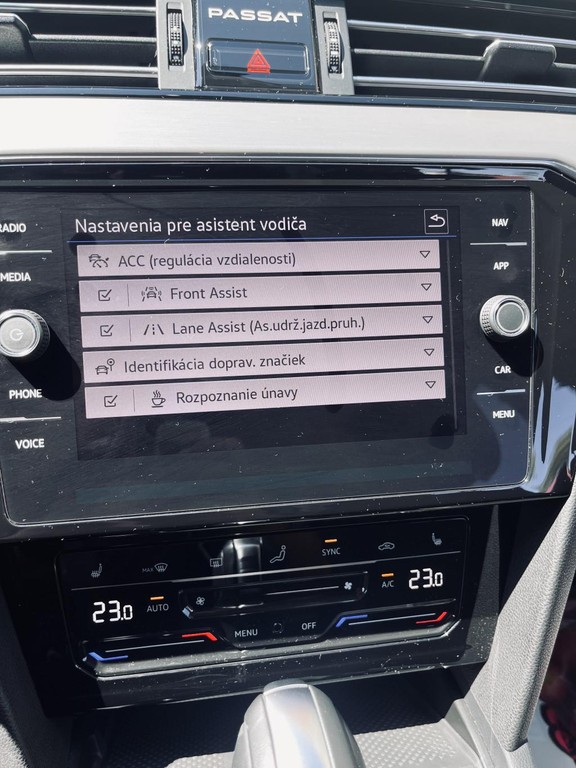 PASSAT
RADIO
MEDIA
PHONE
VOICE
Nastavenia pre asistent vodiča
ACC (regulácia vzdialenosti)
Front Assist
Lane Assist (As.udrž.jazd.pruh.)
Identifikácia doprav. značiek
Rozpoznanie únavy
NAV
APP
CAR
MENU
MAX
SYNC
23.0
AUTO
A/C
23.0
MENU
OFF